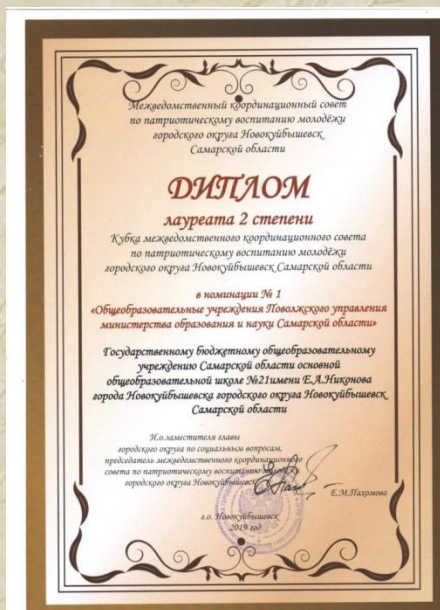 Межведомственный координационный совет
по патриотическому воспитанию молодёжи
городского округа Новокуйбышевск
Самарской области
ДИПЛОМ
лауреата 2 степени
Кубка межведомственного координационного совета
по патриотическому воспитанию молодёжи
городского округа Новокуйбышевск Самарской области
в номинации № 1
«Общеобразовательные учреждения Поволжского управления
министерства образования и науки Самарской области»
Государственному бюджетному общеобразовательному
учреждению Самарской области основной
общеобразовательной школе №21имени Е.А.Никонова
города Новокуйбышевска городского округа Новокуйбышевск
Самарской области
И.о.заместителя главы
городского округа по социальным вопросам,
председатель межведомственного координационного
совета по патриотическому воспитанию молодёжи
городского округа Новокуйбышевск
Е.М.Пахомова
г.о. Новокуйбышевск
2019 год